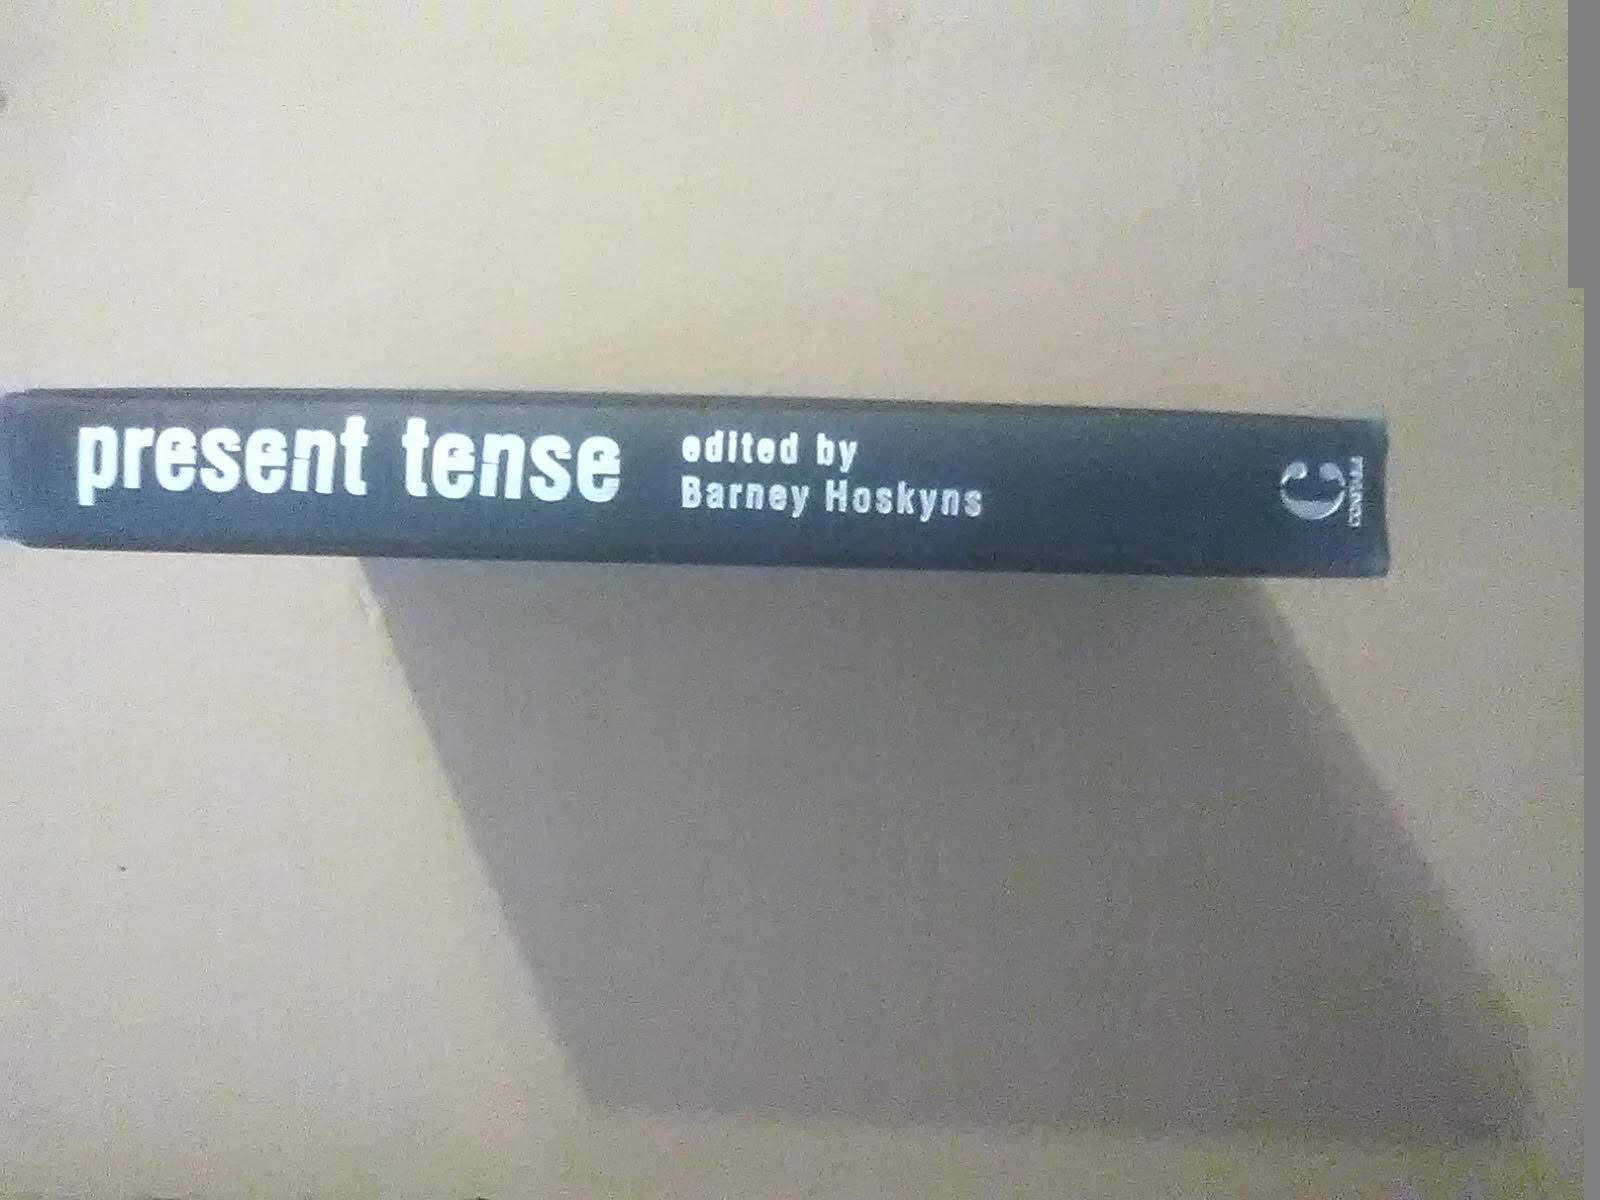 present tense
edited by
Barney Hoskyns
C